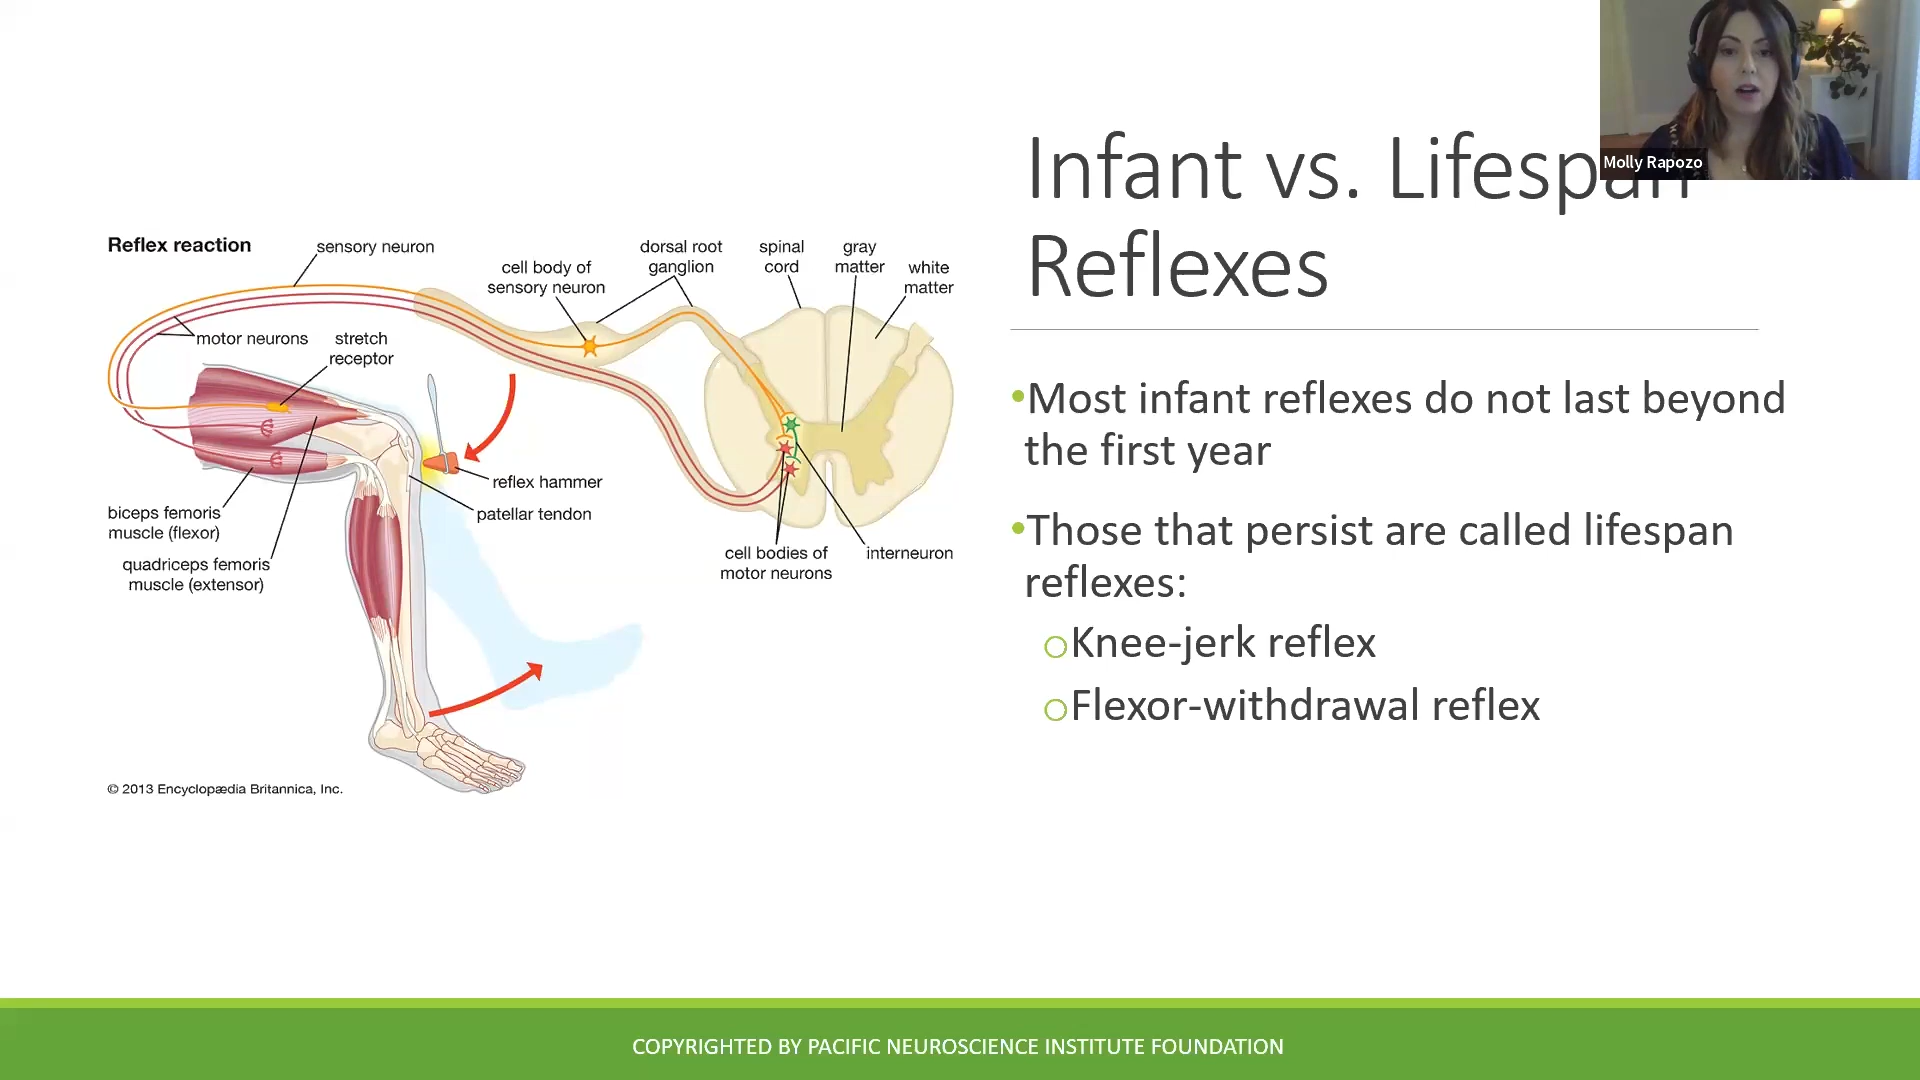 Molly Rapozo
Infant vs. Lifespan
Reflexes
Reflex reaction
sensory neuron
cell body of
sensory neuron
dorsal root
ganglion
spinal
cord
gray
matter
white
matter
motor neurons
stretch
receptor
reflex hammer
patellar tendon
biceps femoris
muscle (flexor)
quadriceps femoris
muscle (extensor)
cell bodies of
motor neurons
interneuron
© 2013 Encyclopædia Britannica, Inc.
•Most infant reflexes do not last beyond
the first year
•Those that persist are called lifespan
reflexes:
oKnee-jerk reflex
oFlexor-withdrawal reflex
COPYRIGHTED BY PACIFIC NEUROSCIENCE INSTITUTE FOUNDATION